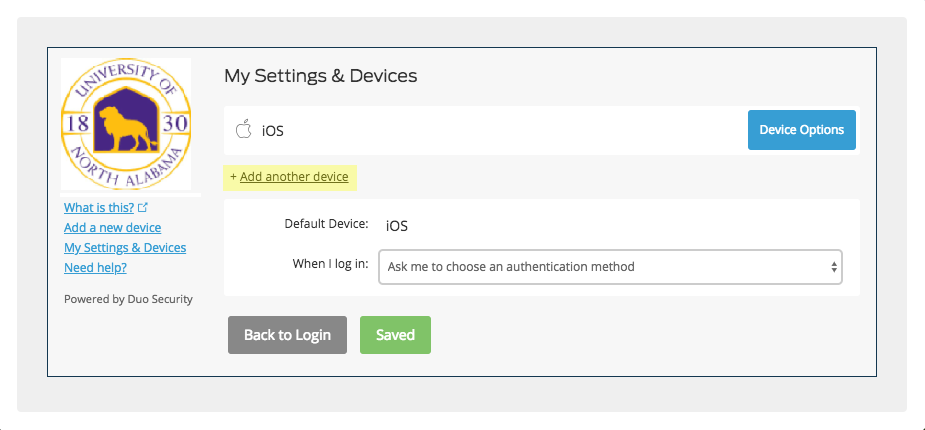 UNIVERSITY OF
1830
NORTH ALABAMA
What is this?
Add a new device
My Settings & Devices
Need help?
Powered by Duo Security
My Settings & Devices
iOS
Device Options
+ Add another device
Default Device: iOS
When I log in: Ask me to choose an authentication method
Back to Login
Saved